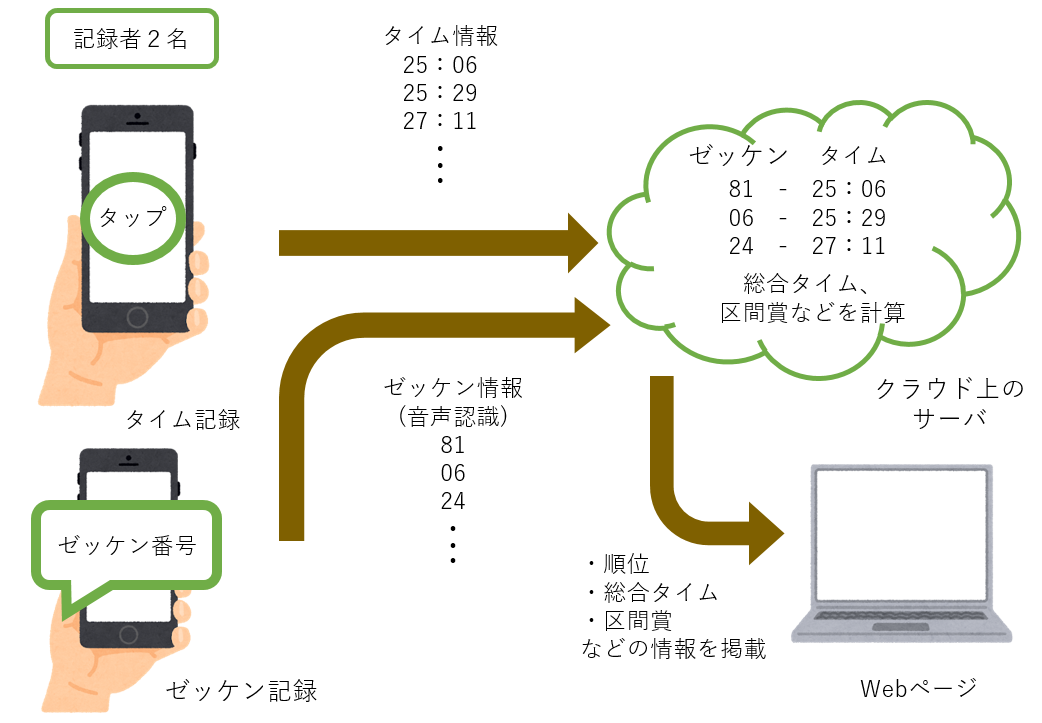 記録者２名
タップ
タイム記録
ゼッケン番号
ゼッケン記録
タイム情報
25：06
25：29
27：11
・
・
・
ゼッケン情報
（音声認識）
81
06
24
・
・
・
ゼッケン　タイム
81 - 25：06
06 - 25：29
24 - 27：11
総合タイム、
区間賞などを計算
クラウド上の
サーバ
・順位
・総合タイム
・区間賞
などの情報を掲載
Webページ